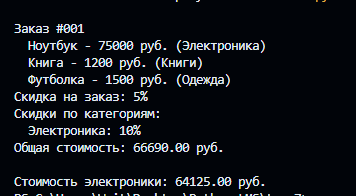 Заказ #001
Ноутбук - 75000 руб. (Электроника)
Книга - 1200 руб. (Книги)
Футболка - 1500 руб. (Одежда)
Скидка на заказ: 5%
Скидки по категориям:
Электроника: 10%
Общая стоимость: 66690.00 руб.
Стоимость электроники: 64125.00 руб.